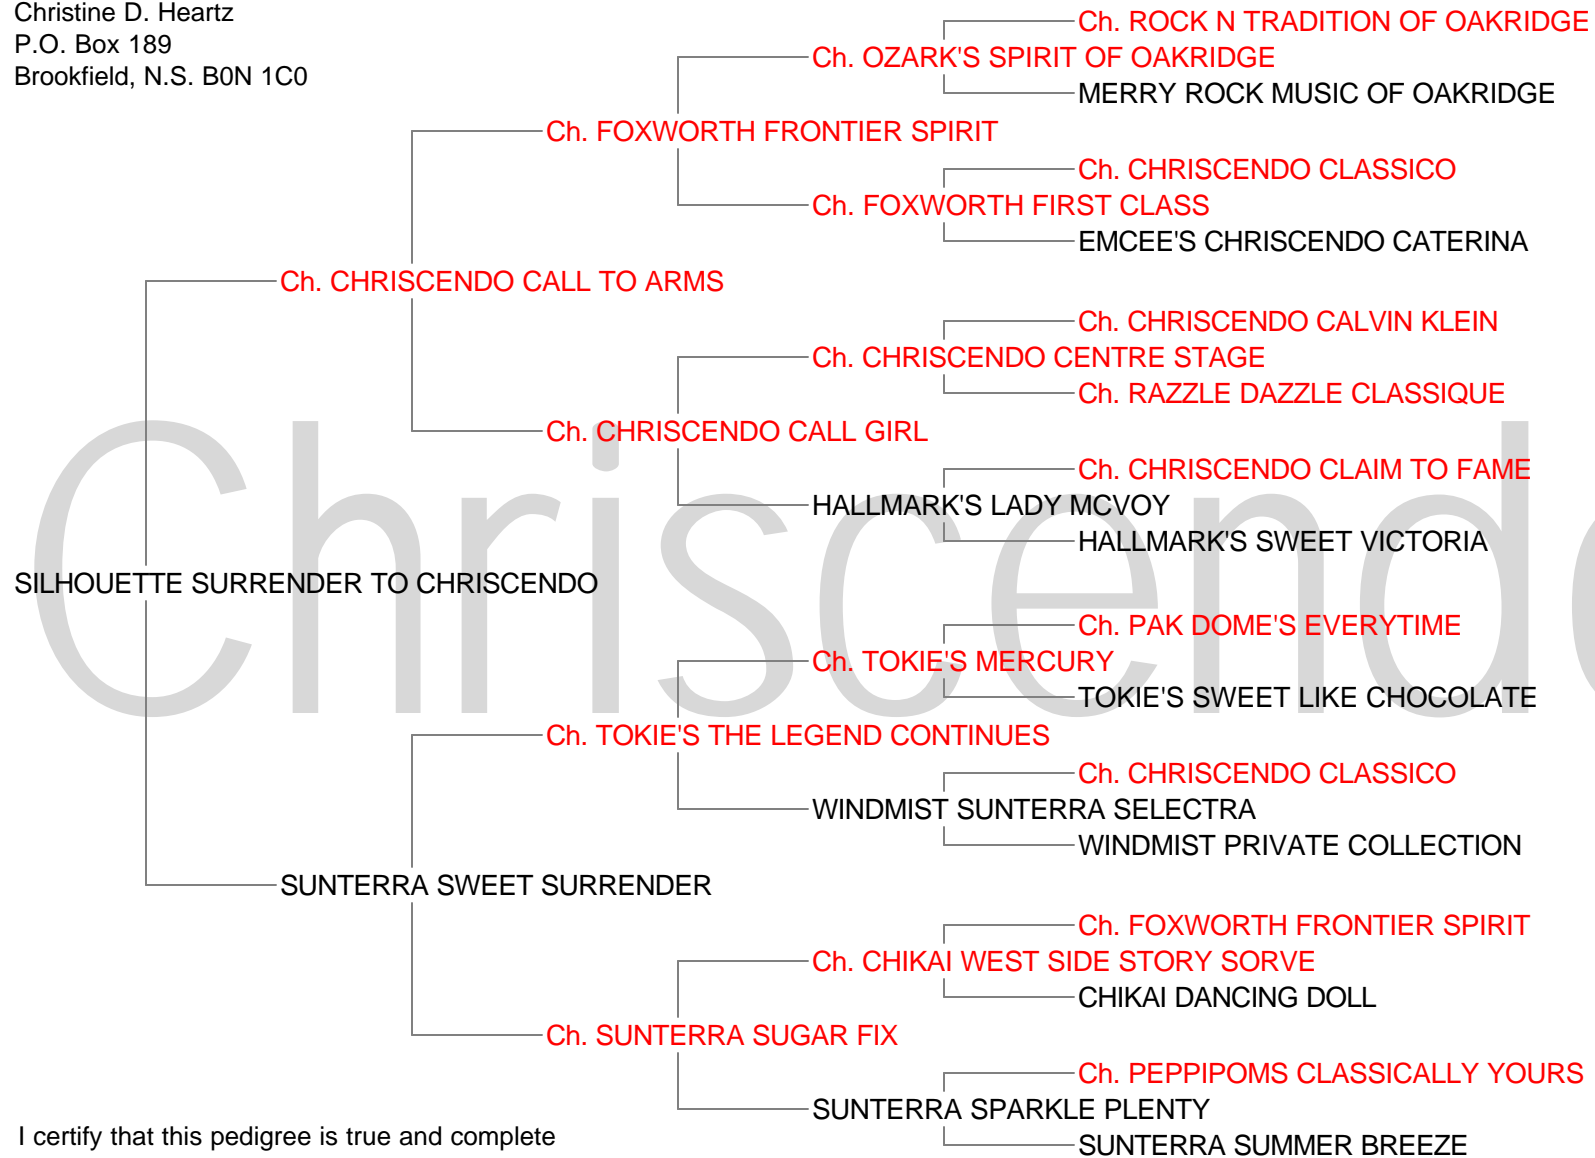 Christine D. Heartz
P.O. Box 189
Brookfield, N.S. B0N 1C0
Ch. ROCK N TRADITION OF OAKRIDGE
Ch. OZARK'S SPIRIT OF OAKRIDGE
MERRY ROCK MUSIC OF OAKRIDGE
Ch. FOXWORTH FRONTIER SPIRIT
Ch. CHRISCENDO CLASSICO
Ch. FOXWORTH FIRST CLASS
EMCEE'S CHRISCENDO CATERINA
Ch. CHRISCENDO CALL TO ARMS
Ch. CHRISCENDO CALVIN KLEIN
Ch. CHRISCENDO CENTRE STAGE
Ch. RAZZLE DAZZLE CLASSIQUE
Ch. CHRISCENDO CALL GIRL
Ch. CHRISCENDO CLAIM TO FAME
HALLMARK'S LADY MCVOY
HALLMARK'S SWEET VICTORIA
Chriscendo
SILHOUETTE SURRENDER TO CHRISCENDO
Ch. PAK DOME'S EVERYTIME
Ch. TOKIE'S MERCURY
TOKIE'S SWEET LIKE CHOCOLATE
Ch. TOKIE'S THE LEGEND CONTINUES
Ch. CHRISCENDO CLASSICO
WINDMIST SUNTERRA SELECTRA
WINDMIST PRIVATE COLLECTION
SUNTERRA SWEET SURRENDER
Ch. FOXWORTH FRONTIER SPIRIT
Ch. CHIKAI WEST SIDE STORY SORVE
CHIKAI DANCING DOLL
Ch. SUNTERRA SUGAR FIX
Ch. PEPPIPOMS CLASSICALLY YOURS
SUNTERRA SPARKLE PLENTY
SUNTERRA SUMMER BREEZE
I certify that this pedigree is true and complete